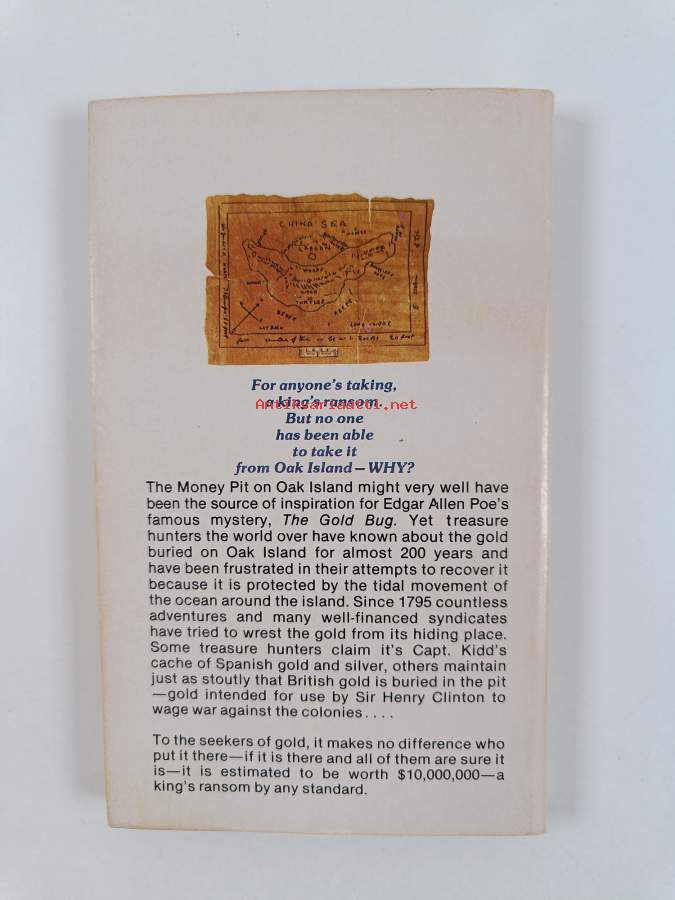 CHINA SEA
LAGOON
For anyone's taking,
a king's ransom.
Antikvariaatti.net
But no one
has been able
to take it
from Oak Island—WHY?
The Money Pit on Oak Island might very well have
been the source of inspiration for Edgar Allen Poe's
famous mystery, The Gold Bug. Yet treasure
hunters the world over have known about the gold
buried on Oak Island for almost 200 years and
have been frustrated in their attempts to recover it
because it is protected by the tidal movement of
the ocean around the island. Since 1795 countless
adventures and many well-financed syndicates
have tried to wrest the gold from its hiding place.
Some treasure hunters claim it's Capt. Kidd's
cache of Spanish gold and silver, others maintain
just as stoutly that British gold is buried in the pit
—gold intended for use by Sir Henry Clinton to
wage war against the colonies....
To the seekers of gold, it makes no difference who
put it there—if it is there and all of them are sure it
is—it is estimated to be worth $10,000,000—a
king's ransom by any standard.